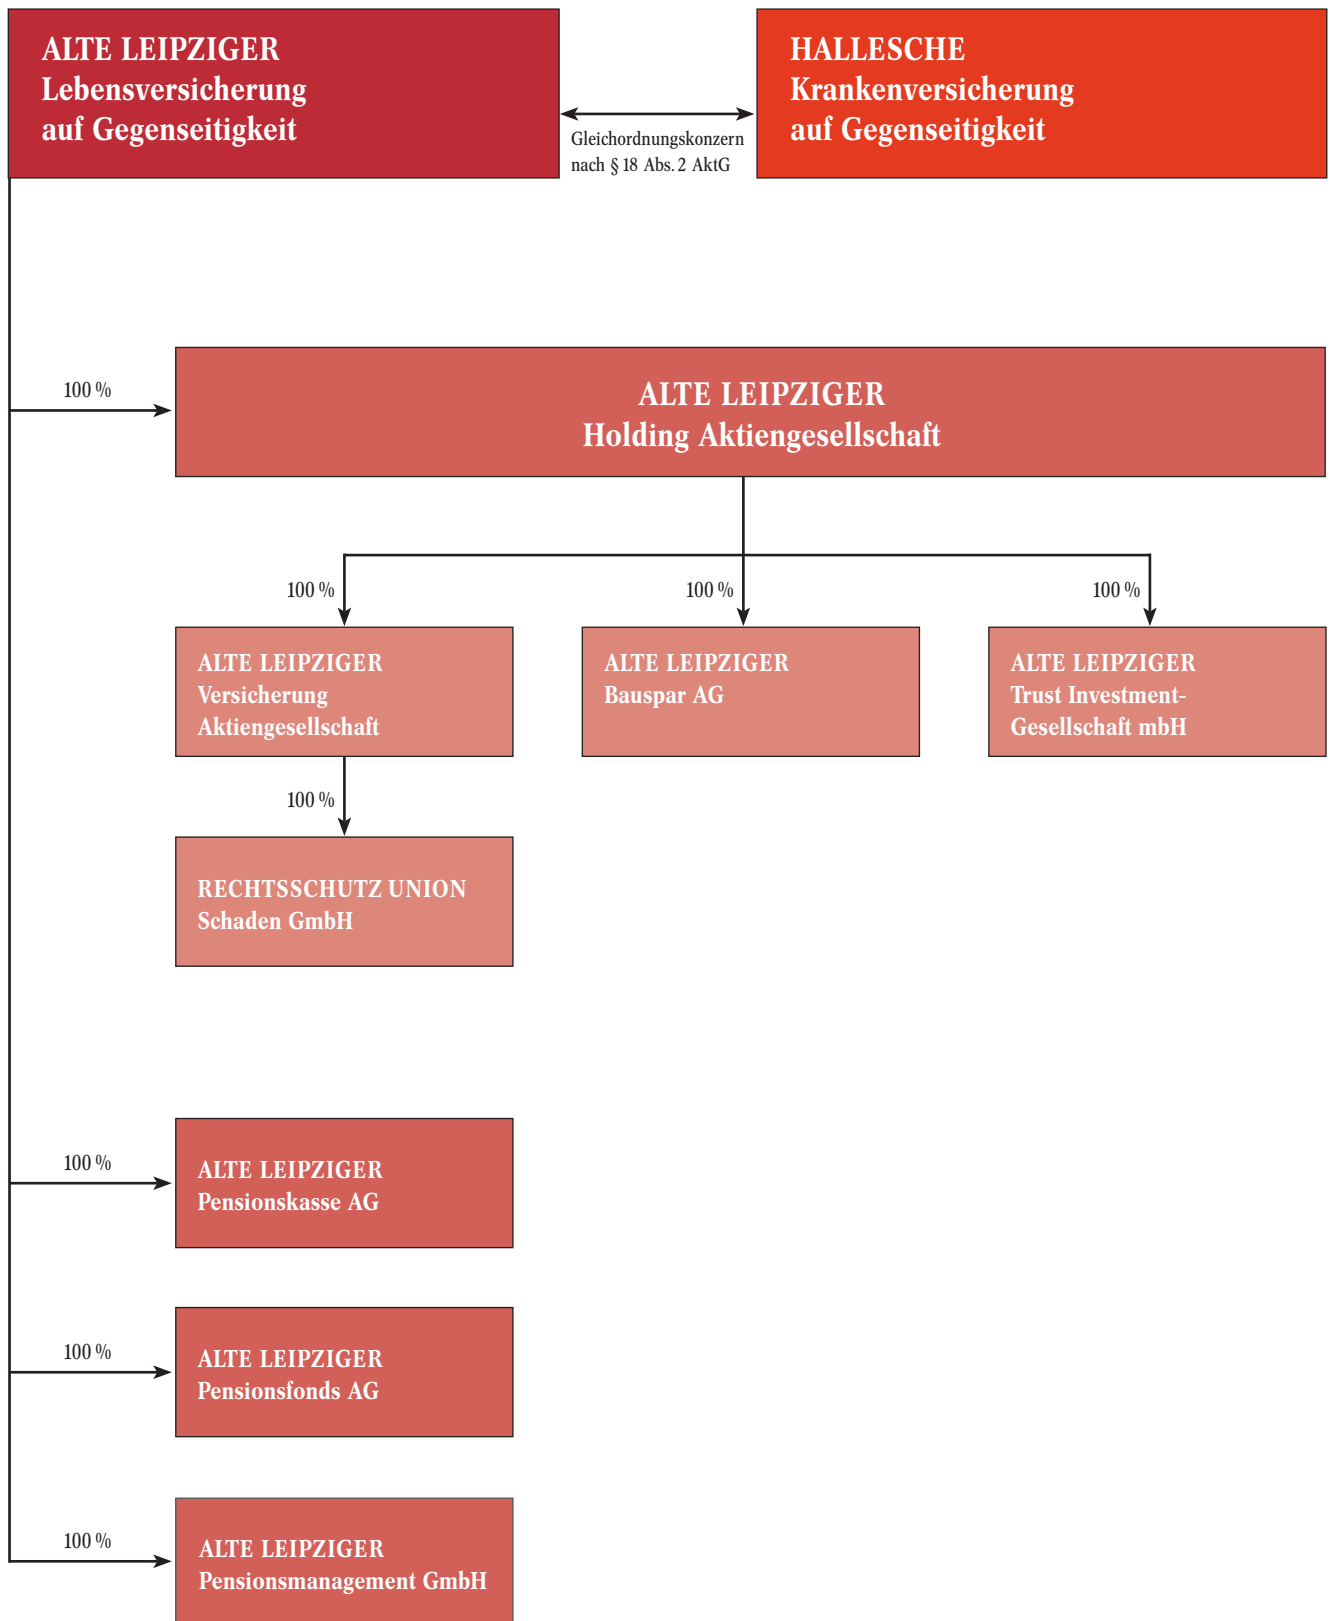 ALTE LEIPZIGER
Lebensversicherung
auf Gegenseitigkeit
Gleichordnungskonzern
nach § 18 Abs. 2 AktG
HALLESCHE
Krankenversicherung
auf Gegenseitigkeit
100 %
ALTE LEIPZIGER
Holding Aktiengesellschaft
100 %
100 %
100 %
ALTE LEIPZIGER
Versicherung
Aktiengesellschaft
ALTE LEIPZIGER
Bauspar AG
ALTE LEIPZIGER
Trust Investment-
Gesellschaft mbH
100 %
RECHTSSCHUTZ UNION
Schaden GmbH
100 %
ALTE LEIPZIGER
Pensionskasse AG
100 %
ALTE LEIPZIGER
Pensionsfonds AG
100 %
ALTE LEIPZIGER
Pensionsmanagement GmbH